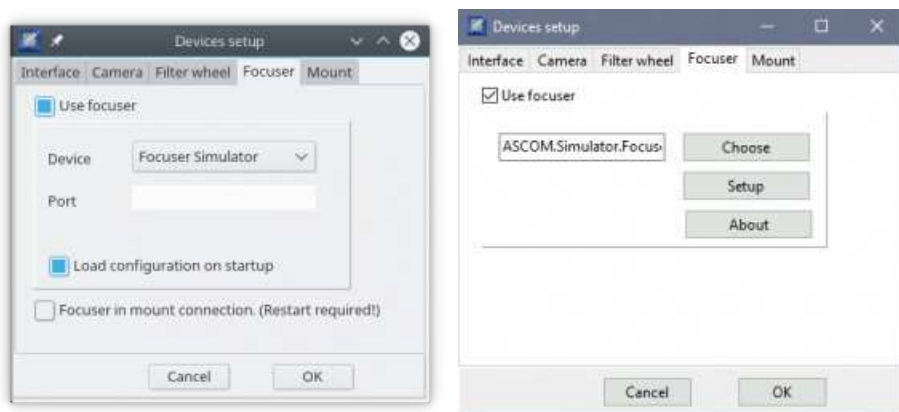 Devices setup
Interface Camera Filter wheel Focuser Mount
Use focuser
Device Focuser Simulator
Port
Load configuration on startup
Focuser in mount connection. (Restart required!)
Cancel OK
Devices setup
Interface Camera Filter wheel Focuser Mount
Use focuser
ASCOM.Simulator.Focus Choose
Setup
About
Cancel OK